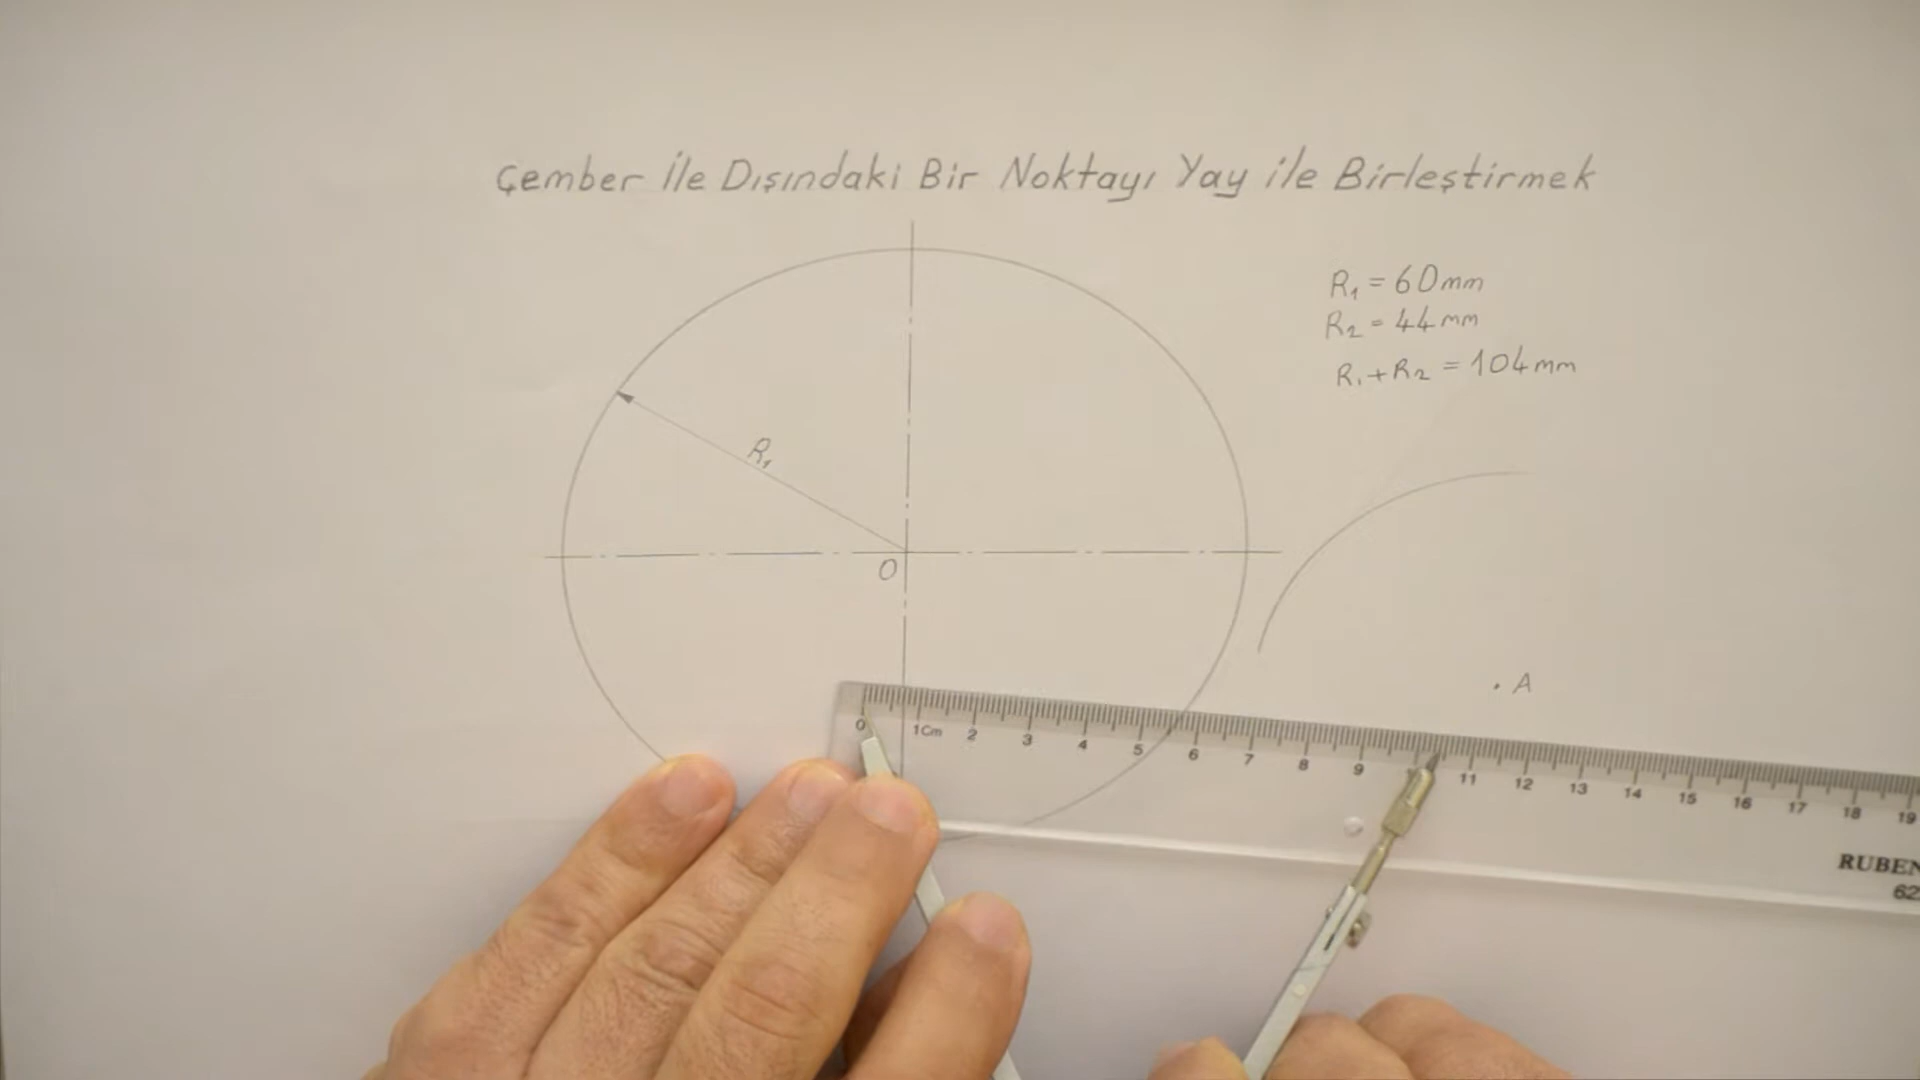 Çember İle Dışındaki Bir Noktayı Yay ile Birleştirmek
R₁ = 60mm
R₂ = 44mm
R₁+R₂ = 104mm
R₁
O
A
0 1Cm 2 3 4 5 6 7 8 9 11 12 13 14 15 16 17 18 19